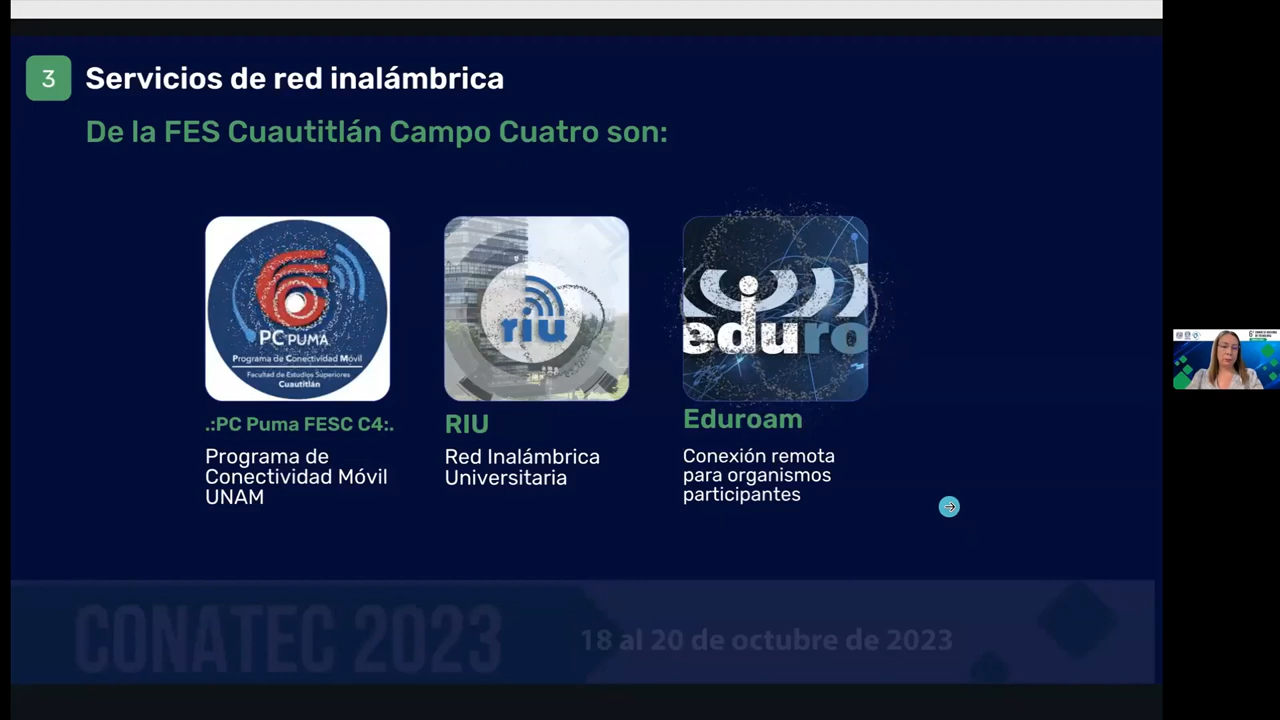 3
Servicios de red inalámbrica
De la FES Cuautitlán Campo Cuatro son:
PC PUMA
Programa de Conectividad Móvil
Facultad de Estudios Superiores
Cuautitlán
riu
eduro
.:PC Puma FESC C4:.
Programa de
Conectividad Móvil
UNAM
RIU
Red Inalámbrica
Universitaria
Eduroam
Conexión remota
para organismos
participantes
CONATEC 2023
18 al 20 de octubre de 2023